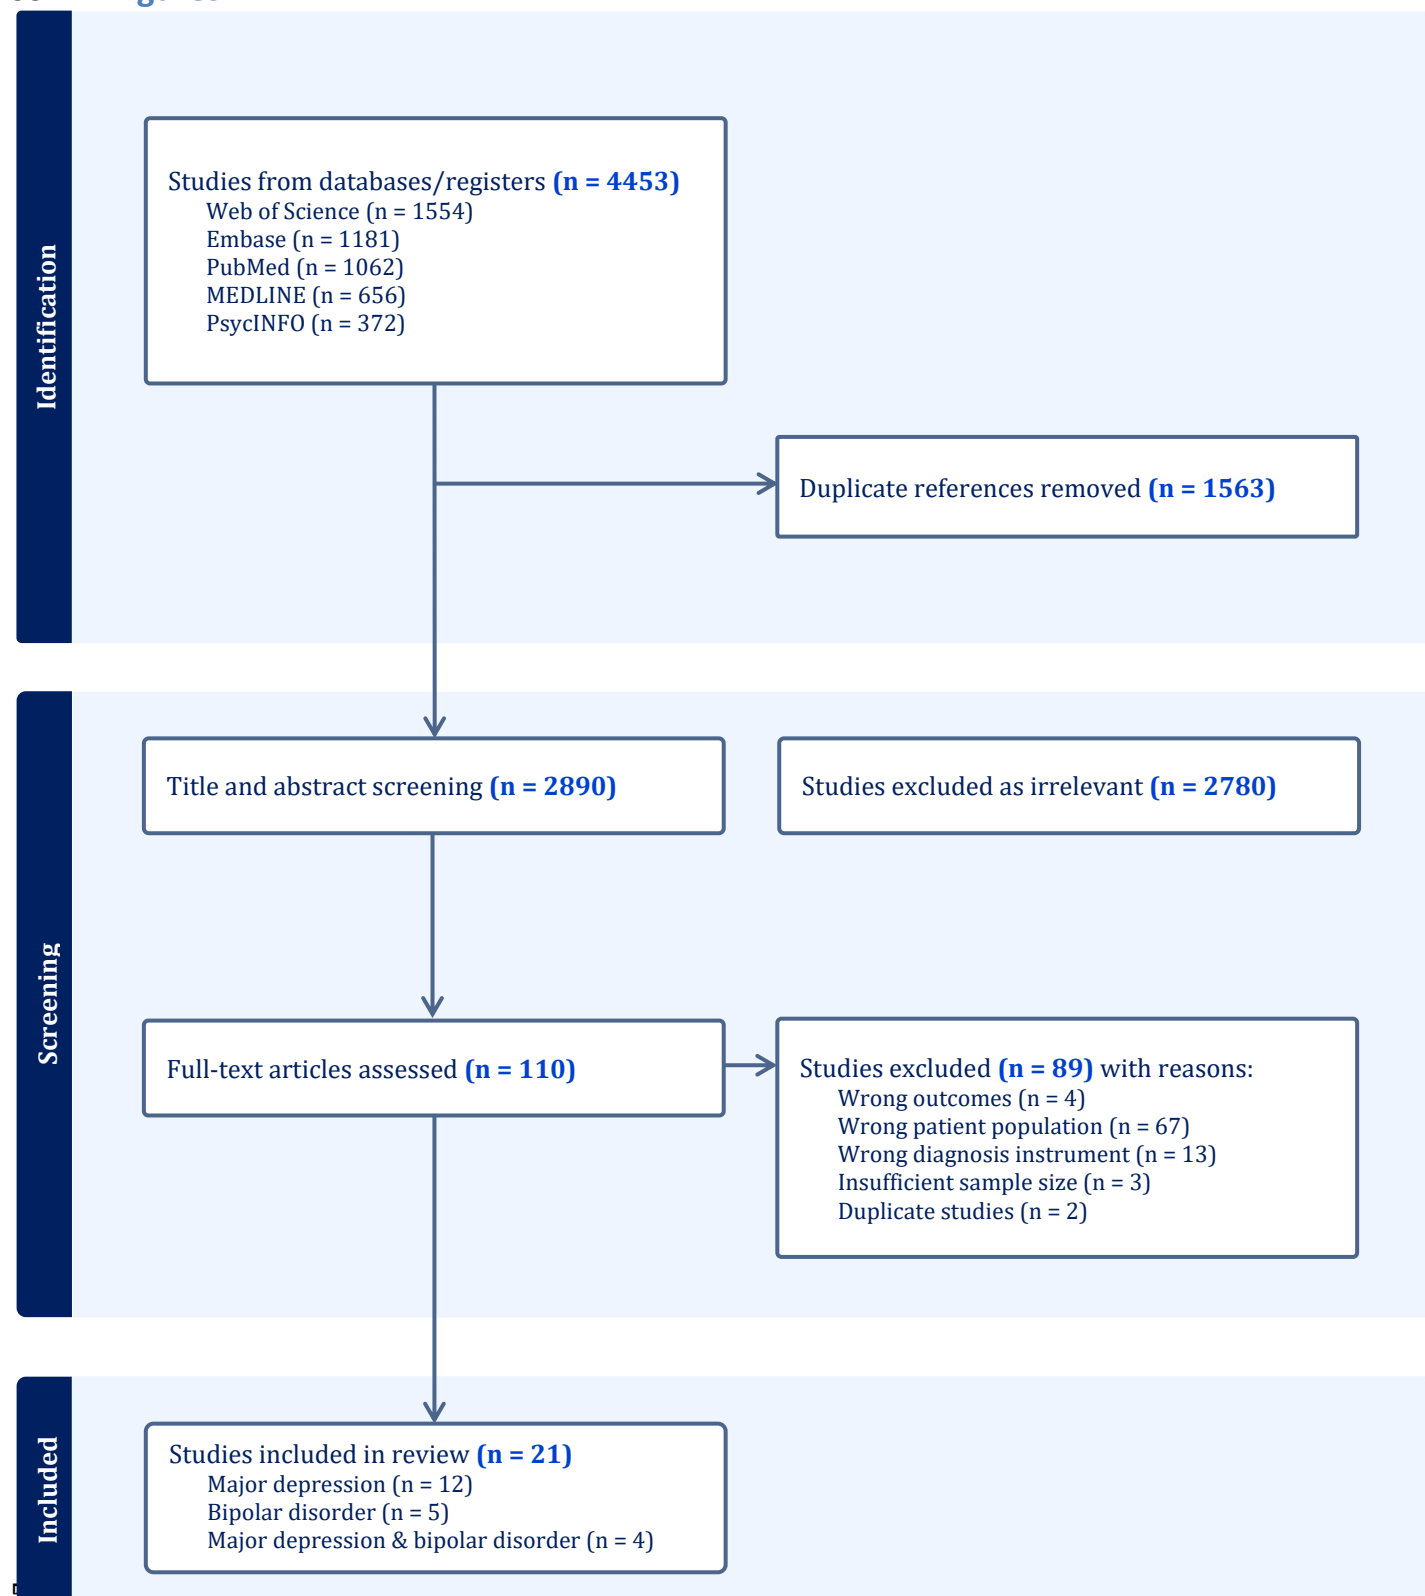 Identification
Studies from databases/registers (n = 4453)
Web of Science (n = 1554)
Embase (n = 1181)
PubMed (n = 1062)
MEDLINE (n = 656)
PsycINFO (n = 372)
Duplicate references removed (n = 1563)
Screening
Title and abstract screening (n = 2890)
Studies excluded as irrelevant (n = 2780)
Full-text articles assessed (n = 110)
Studies excluded (n = 89) with reasons:
Wrong outcomes (n = 4)
Wrong patient population (n = 67)
Wrong diagnosis instrument (n = 13)
Insufficient sample size (n = 3)
Duplicate studies (n = 2)
Included
Studies included in review (n = 21)
Major depression (n = 12)
Bipolar disorder (n = 5)
Major depression & bipolar disorder (n = 4)